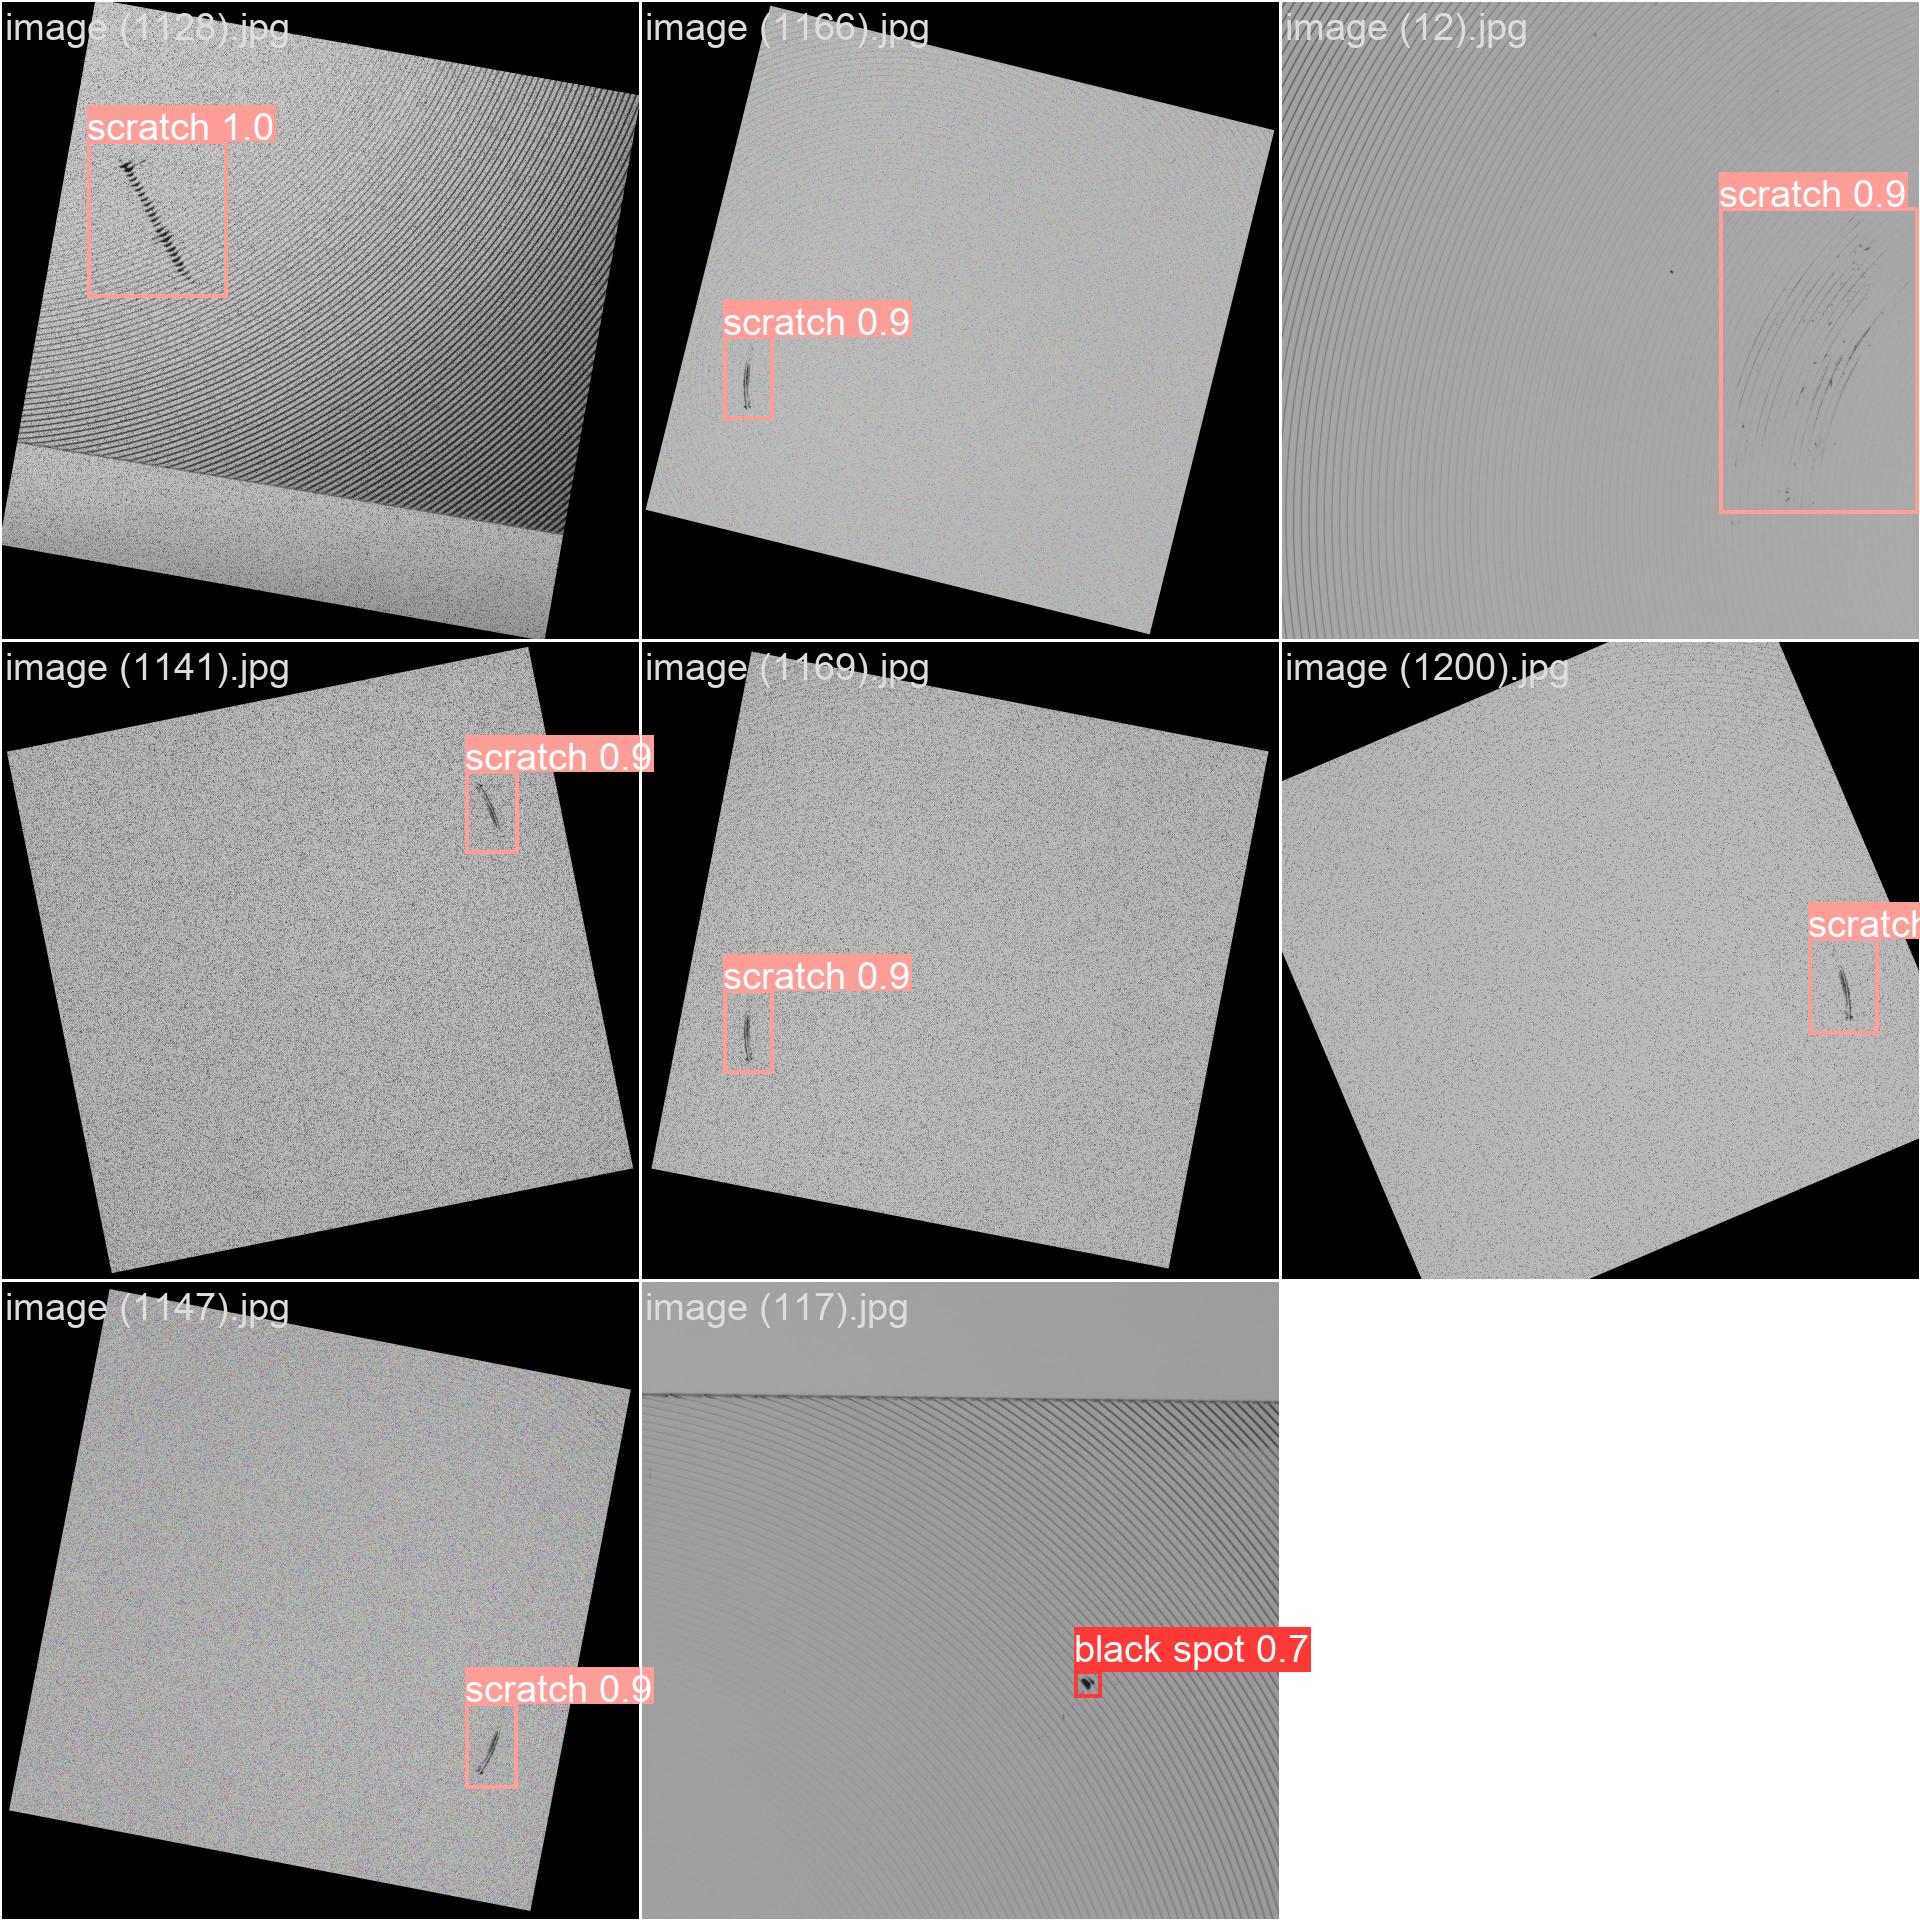 image (1128).jpg
scratch 1.0
image (1166).jpg
scratch 0.9
image (12).jpg
scratch 0.9
image (1141).jpg
scratch 0.9
image (1169).jpg
scratch 0.9
image (1200).jpg
scratch
image (1147).jpg
scratch 0.9
image (117).jpg
black spot 0.7